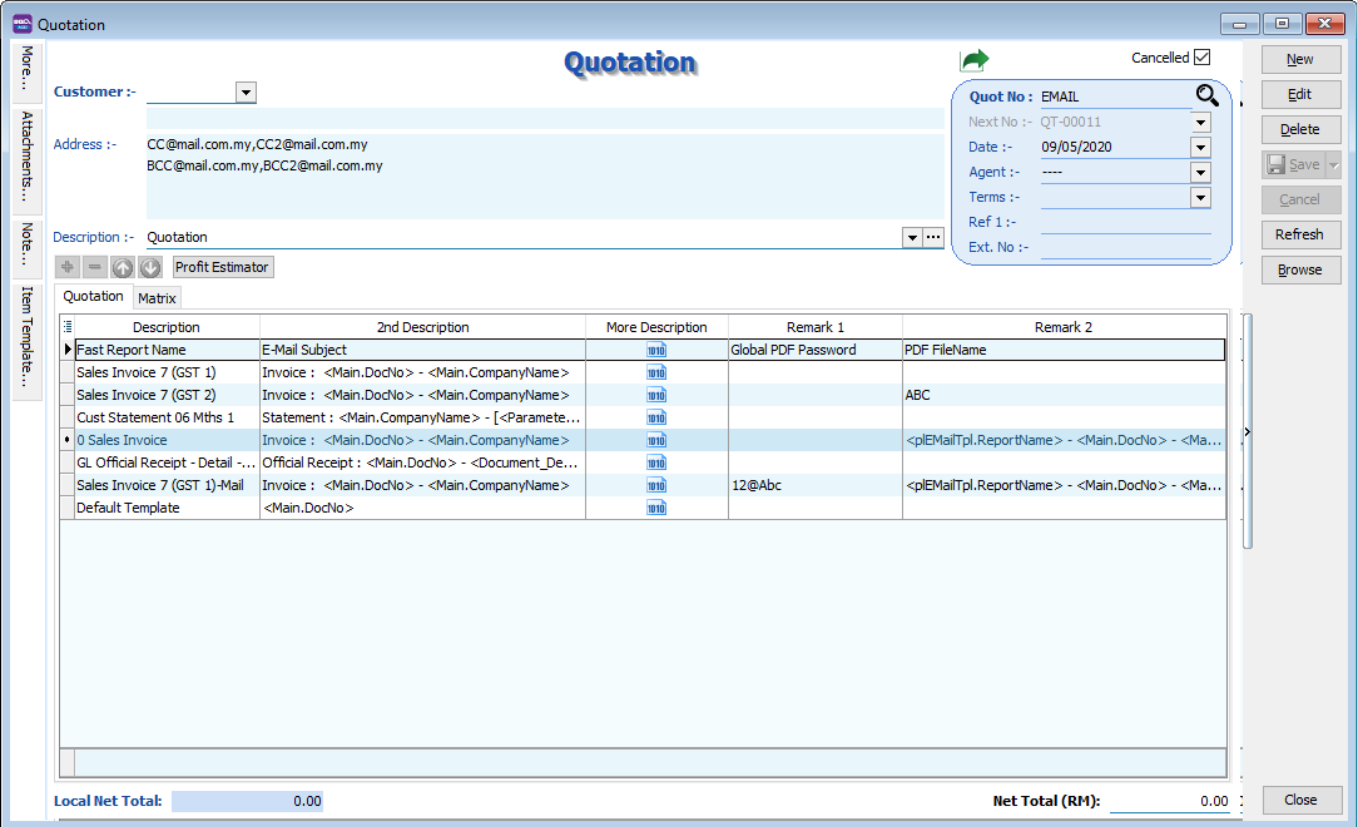 Quotation
More...
Attachments...
Note...
Item Template...
Quotation
Cancelled
Customer :-
Address :- CC@mail.com.my,CC2@mail.com.my
BCC@mail.com.my,BCC2@mail.com.my
Description :- Quotation
Quot No : EMAIL
Next No :- QT-00011
Date :- 09/05/2020
Agent :- ----
Terms :-
Ref 1 :-
Ext. No :-
New
Edit
Delete
Save
Cancel
Refresh
Browse
Profit Estimator
Quotation Matrix
Description 2nd Description More Description Remark 1 Remark 2
Fast Report Name E-Mail Subject Global PDF Password PDF FileName
Sales Invoice 7 (GST 1) Invoice : <Main.DocNo> - <Main.CompanyName>
Sales Invoice 7 (GST 2) Invoice : <Main.DocNo> - <Main.CompanyName> ABC
Cust Statement 06 Mths 1 Statement : <Main.CompanyName> - [<Paramete...
0 Sales Invoice Invoice : <Main.DocNo> - <Main.CompanyName> <plEMailTpl.ReportName> - <Main.DocNo> - <Ma...
GL Official Receipt - Detail -... Official Receipt : <Main.DocNo> - <Document_De...
Sales Invoice 7 (GST 1)-Mail Invoice : <Main.DocNo> - <Main.CompanyName> 12@Abc <plEMailTpl.ReportName> - <Main.DocNo> - <Ma...
Default Template <Main.DocNo>
Local Net Total: 0.00 Net Total (RM): 0.00
Close